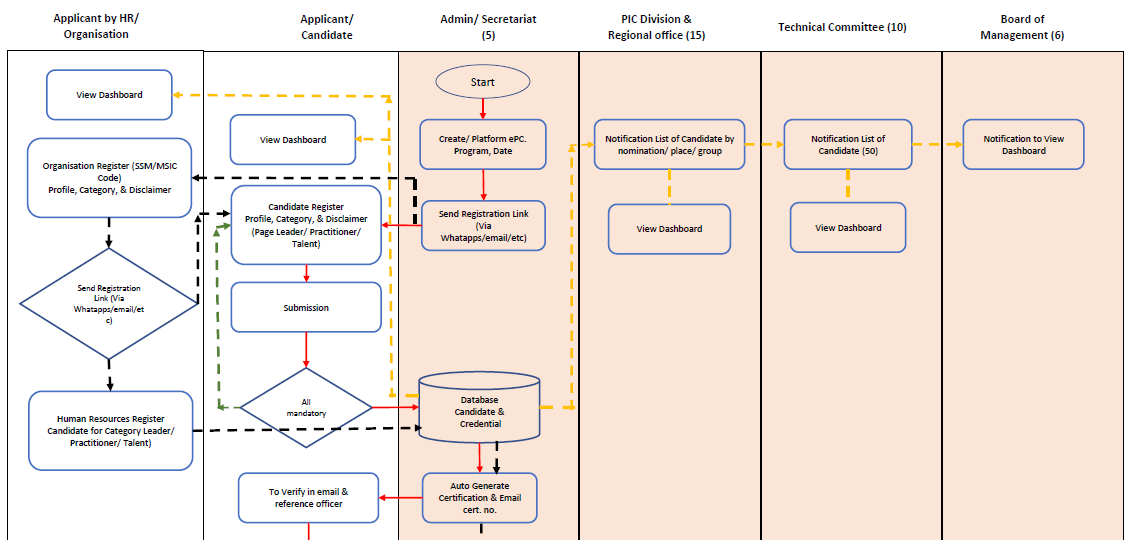 Applicant by HR/
Organisation
Applicant/
Candidate
Admin/ Secretariat
(5)
PIC Division &
Regional office (15)
Technical Committee (10)
Board of
Management (6)
View Dashboard
Organisation Register (SSM/MSIC
Code)
Profile, Category, & Disclaimer
Send Registration
Link (Via
Whatapps/email/et
c)
Human Resources Register
Candidate for Category Leader/
Practitioner/ Talent)
View Dashboard
Candidate Register
Profile, Category, & Disclaimer
(Page Leader/ Practitioner/
Talent)
Submission
All
mandatory
To Verify in email &
reference officer
Start
Create/ Platform ePC.
Program, Date
Send Registration Link
(Via
Whatapps/email/etc)
Database
Candidate &
Credential
Auto Generate
Certification & Email
cert. no.
Notification List of Candidate by
nomination/ place/ group
View Dashboard
Notification List of
Candidate (50)
View Dashboard
Notification to View
Dashboard